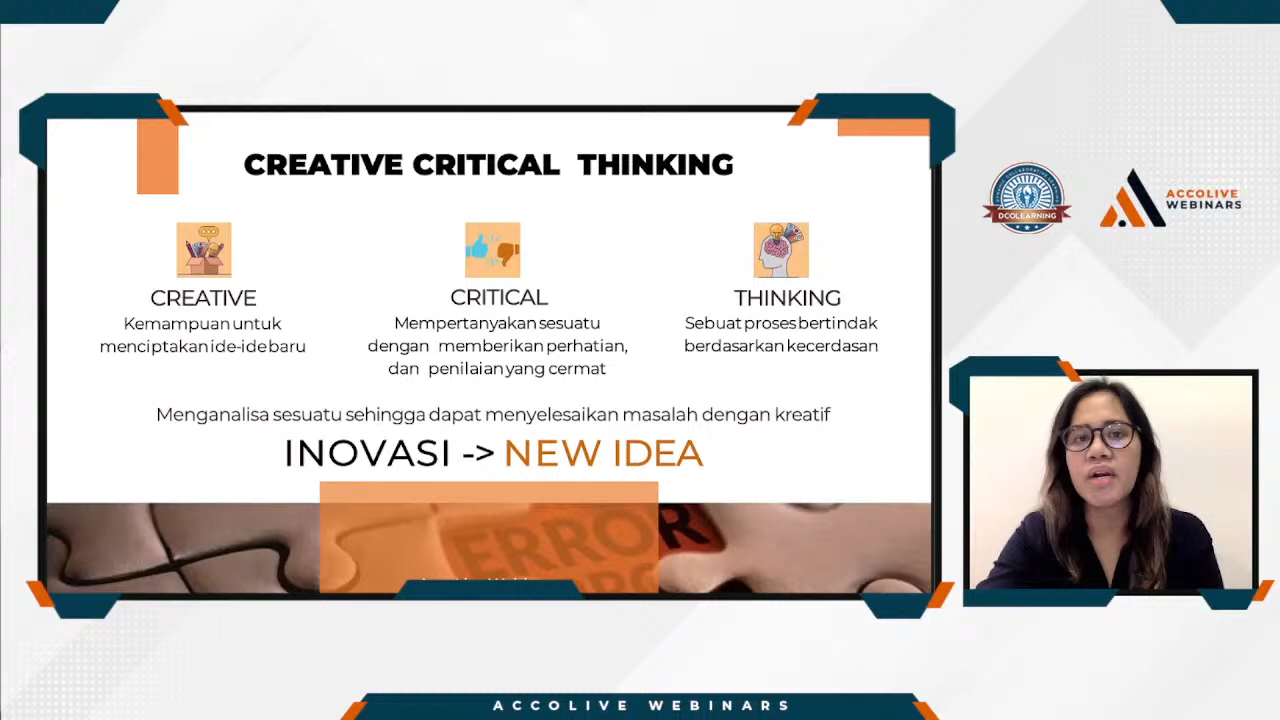 CREATIVE CRITICAL THINKING
CREATIVE
Kemampuan untuk
menciptakan ide-ide baru
CRITICAL
Mempertanyakan sesuatu
dengan memberikan perhatian,
dan penilaian yang cermat
THINKING
Sebuat proses bertindak
berdasarkan kecerdasan
Menganalisa sesuatu sehingga dapat menyelesaikan masalah dengan kreatif
INOVASI -> NEW IDEA
ERROR
DCOLEARNING
ACCOLIVE
WEBINARS
ACCOLIVE WEBINARS